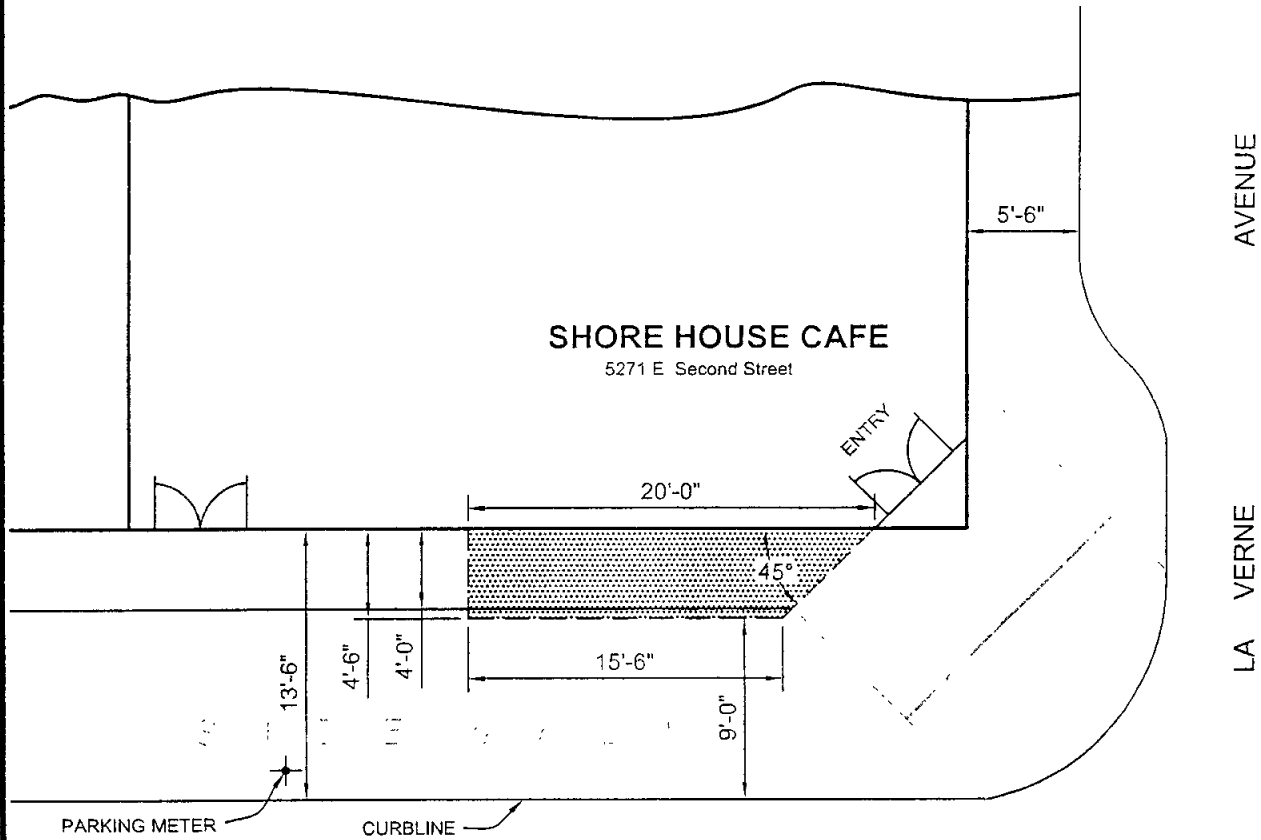 AVENUE
5'-6"
SHORE HOUSE CAFE
5271 E Second Street
ENTRY
20'-0"
45°
LA VERNE
13'-6"
4'-6"
4'-0"
15'-6"
9'-0"
PARKING METER
CURBLINE